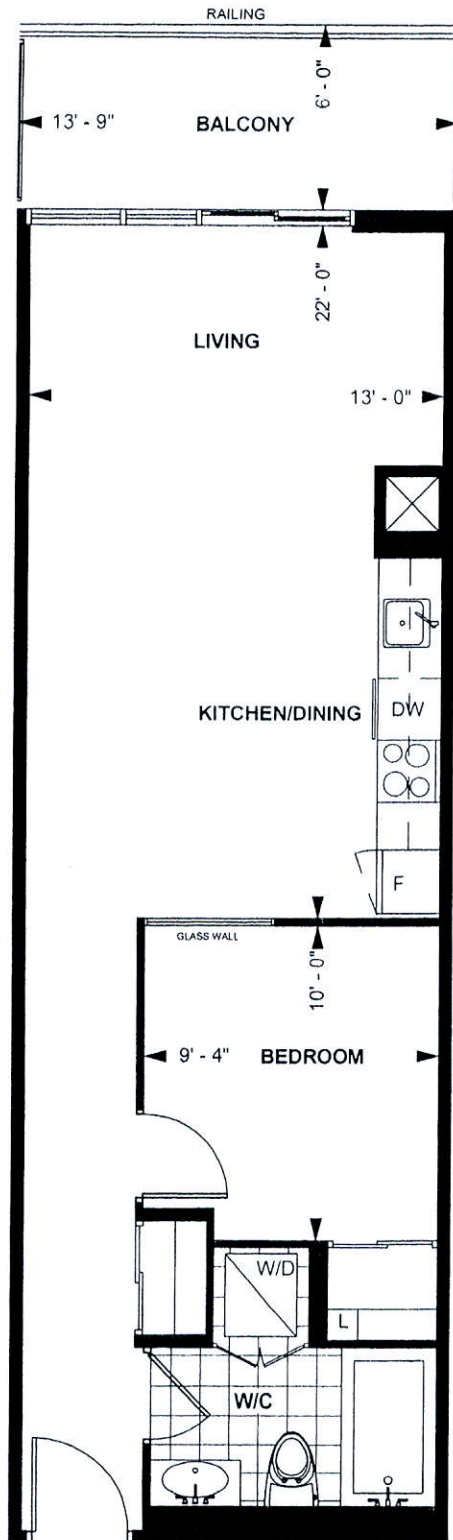 RAILING
6' - 0"
13' - 9" BALCONY
22' - 0"
LIVING
13' - 0"
KITCHEN/DINING DW
F
GLASS WALL
10' - 0"
9' - 4" BEDROOM
W/D
L
W/C